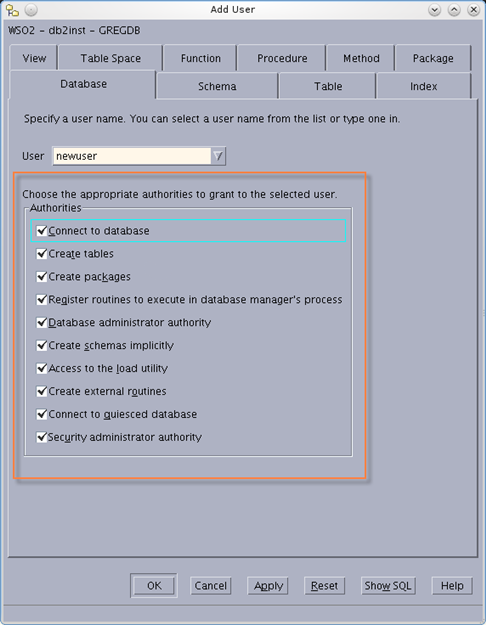 Add User
WSO2 - db2inst - GREGDB
View Table Space Function Procedure Method Package
Database Schema Table Index
Specify a user name. You can select a user name from the list or type one in.
User newuser
Choose the appropriate authorities to grant to the selected user.
Authorities
Connect to database
Create tables
Create packages
Register routines to execute in database manager's process
Database administrator authority
Create schemas implicitly
Access to the load utility
Create external routines
Connect to quiesced database
Security administrator authority
OK Cancel Apply Reset Show SQL Help